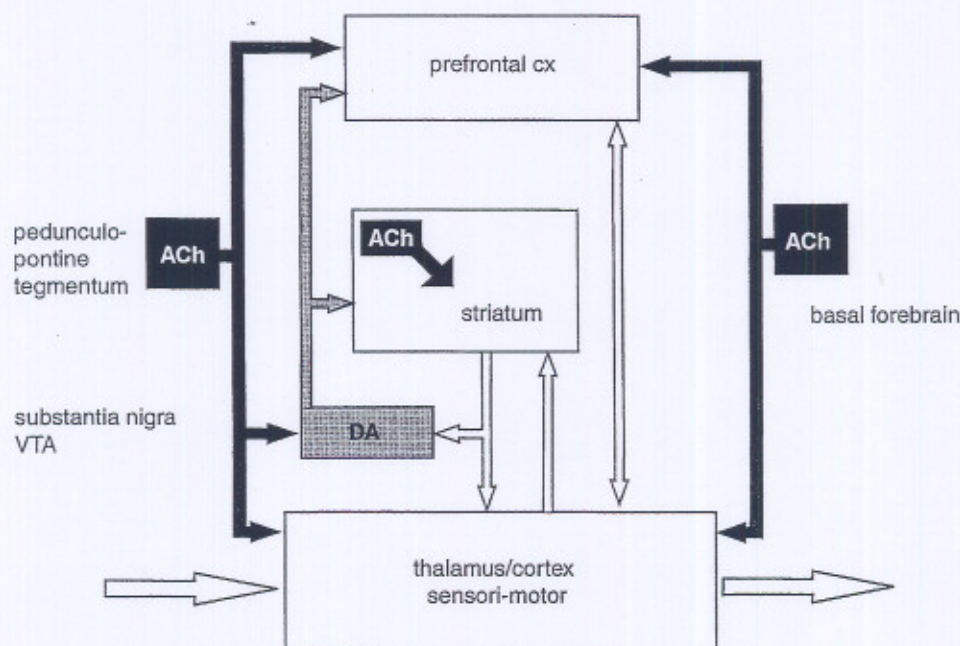 prefrontal cx
pedunculo-
pontine
tegmentum
ACh
ACh
striatum
ACh
basal forebrain
substantia nigra
VTA
DA
thalamus/cortex
sensori-motor